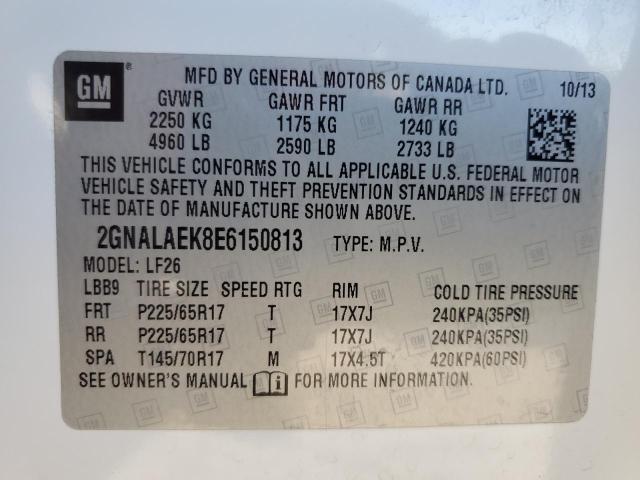 GM ® MFD BY GENERAL MOTORS OF CANADA LTD. 10/13
GVWR GAWR FRT GAWR RR
2250 KG 1175 KG 1240 KG
4960 LB 2590 LB 2733 LB
THIS VEHICLE CONFORMS TO ALL APPLICABLE U.S. FEDERAL MOTOR
VEHICLE SAFETY AND THEFT PREVENTION STANDARDS IN EFFECT ON
THE DATE OF MANUFACTURE SHOWN ABOVE.
2GNALAEK8E6150813 TYPE: M.P.V.
MODEL: LF26
LBB9 TIRE SIZE SPEED RTG RIM COLD TIRE PRESSURE
FRT P225/65R17 T 17X7J 240KPA(35PSI)
RR P225/65R17 T 17X7J 240KPA(35PSI)
SPA T145/70R17 M 17X4.5T 420KPA(60PSI)
SEE OWNER'S MANUAL FOR MORE INFORMATION.